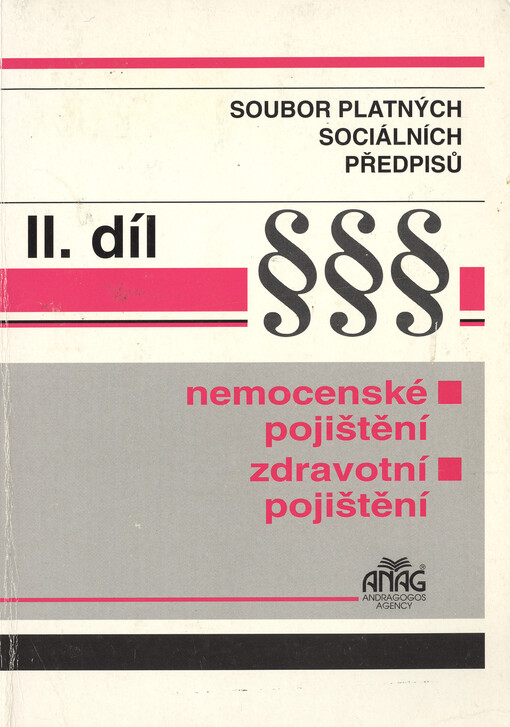 SOUBOR PLATNÝCH
SOCIÁLNÍCH
PŘEDPISŮ
II. díl
§§§
nemocenské
pojištění
zdravotní
pojištění
ANAG®
ANDRAGOGOS
AGENCY